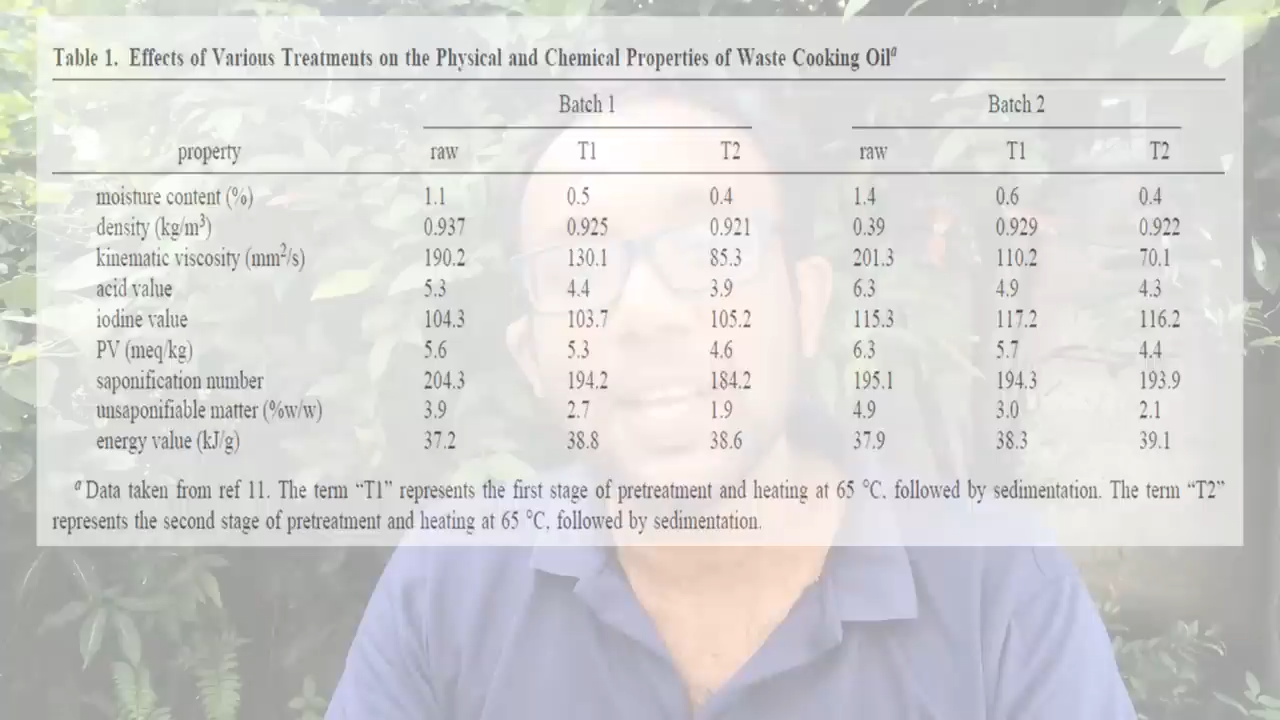 Table 1. Effects of Various Treatments on the Physical and Chemical Properties of Waste Cooking Oilᵃ
Batch 1 Batch 2
property raw T1 T2 raw T1 T2
moisture content (%) 1.1 0.5 0.4 1.4 0.6 0.4
density (kg/m³) 0.937 0.925 0.921 0.39 0.929 0.922
kinematic viscosity (mm²/s) 190.2 130.1 85.3 201.3 110.2 70.1
acid value 5.3 4.4 3.9 6.3 4.9 4.3
iodine value 104.3 103.7 105.2 115.3 117.2 116.2
PV (meq/kg) 5.6 5.3 4.6 6.3 5.7 4.4
saponification number 204.3 194.2 184.2 195.1 194.3 193.9
unsaponifiable matter (%w/w) 3.9 2.7 1.9 4.9 3.0 2.1
energy value (kJ/g) 37.2 38.8 38.6 37.9 38.3 39.1
ᵃ Data taken from ref 11. The term “T1” represents the first stage of pretreatment and heating at 65 °C, followed by sedimentation. The term “T2”
represents the second stage of pretreatment and heating at 65 °C, followed by sedimentation.